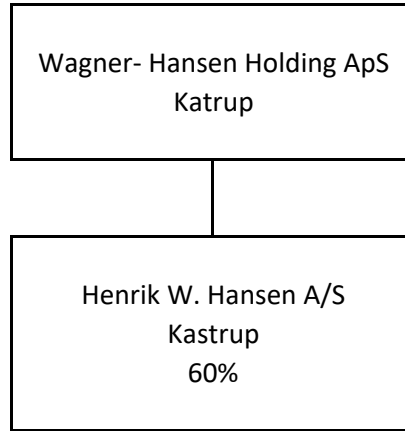 Wagner- Hansen Holding ApS
Katrup
Henrik W. Hansen A/S
Kastrup
60%